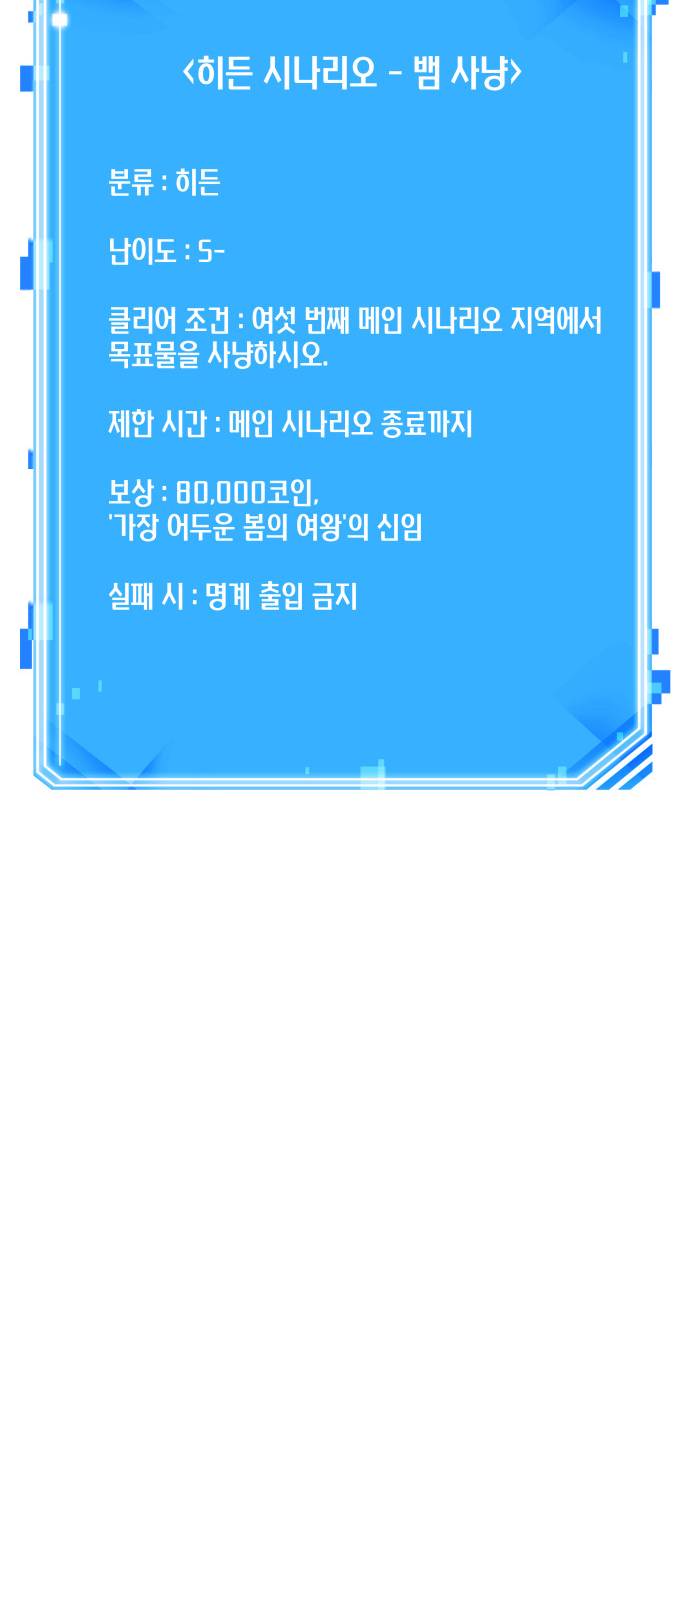 <히든 시나리오 - 뱀 사냥>
분류 : 히든
난이도 : S-
클리어 조건 : 여섯 번째 메인 시나리오 지역에서
목표물을 사냥하시오.
제한 시간 : 메인 시나리오 종료까지
보상 : 80,000코인,
'가장 어두운 봄의 여왕'의 신임
실패 시 : 명계 출입 금지